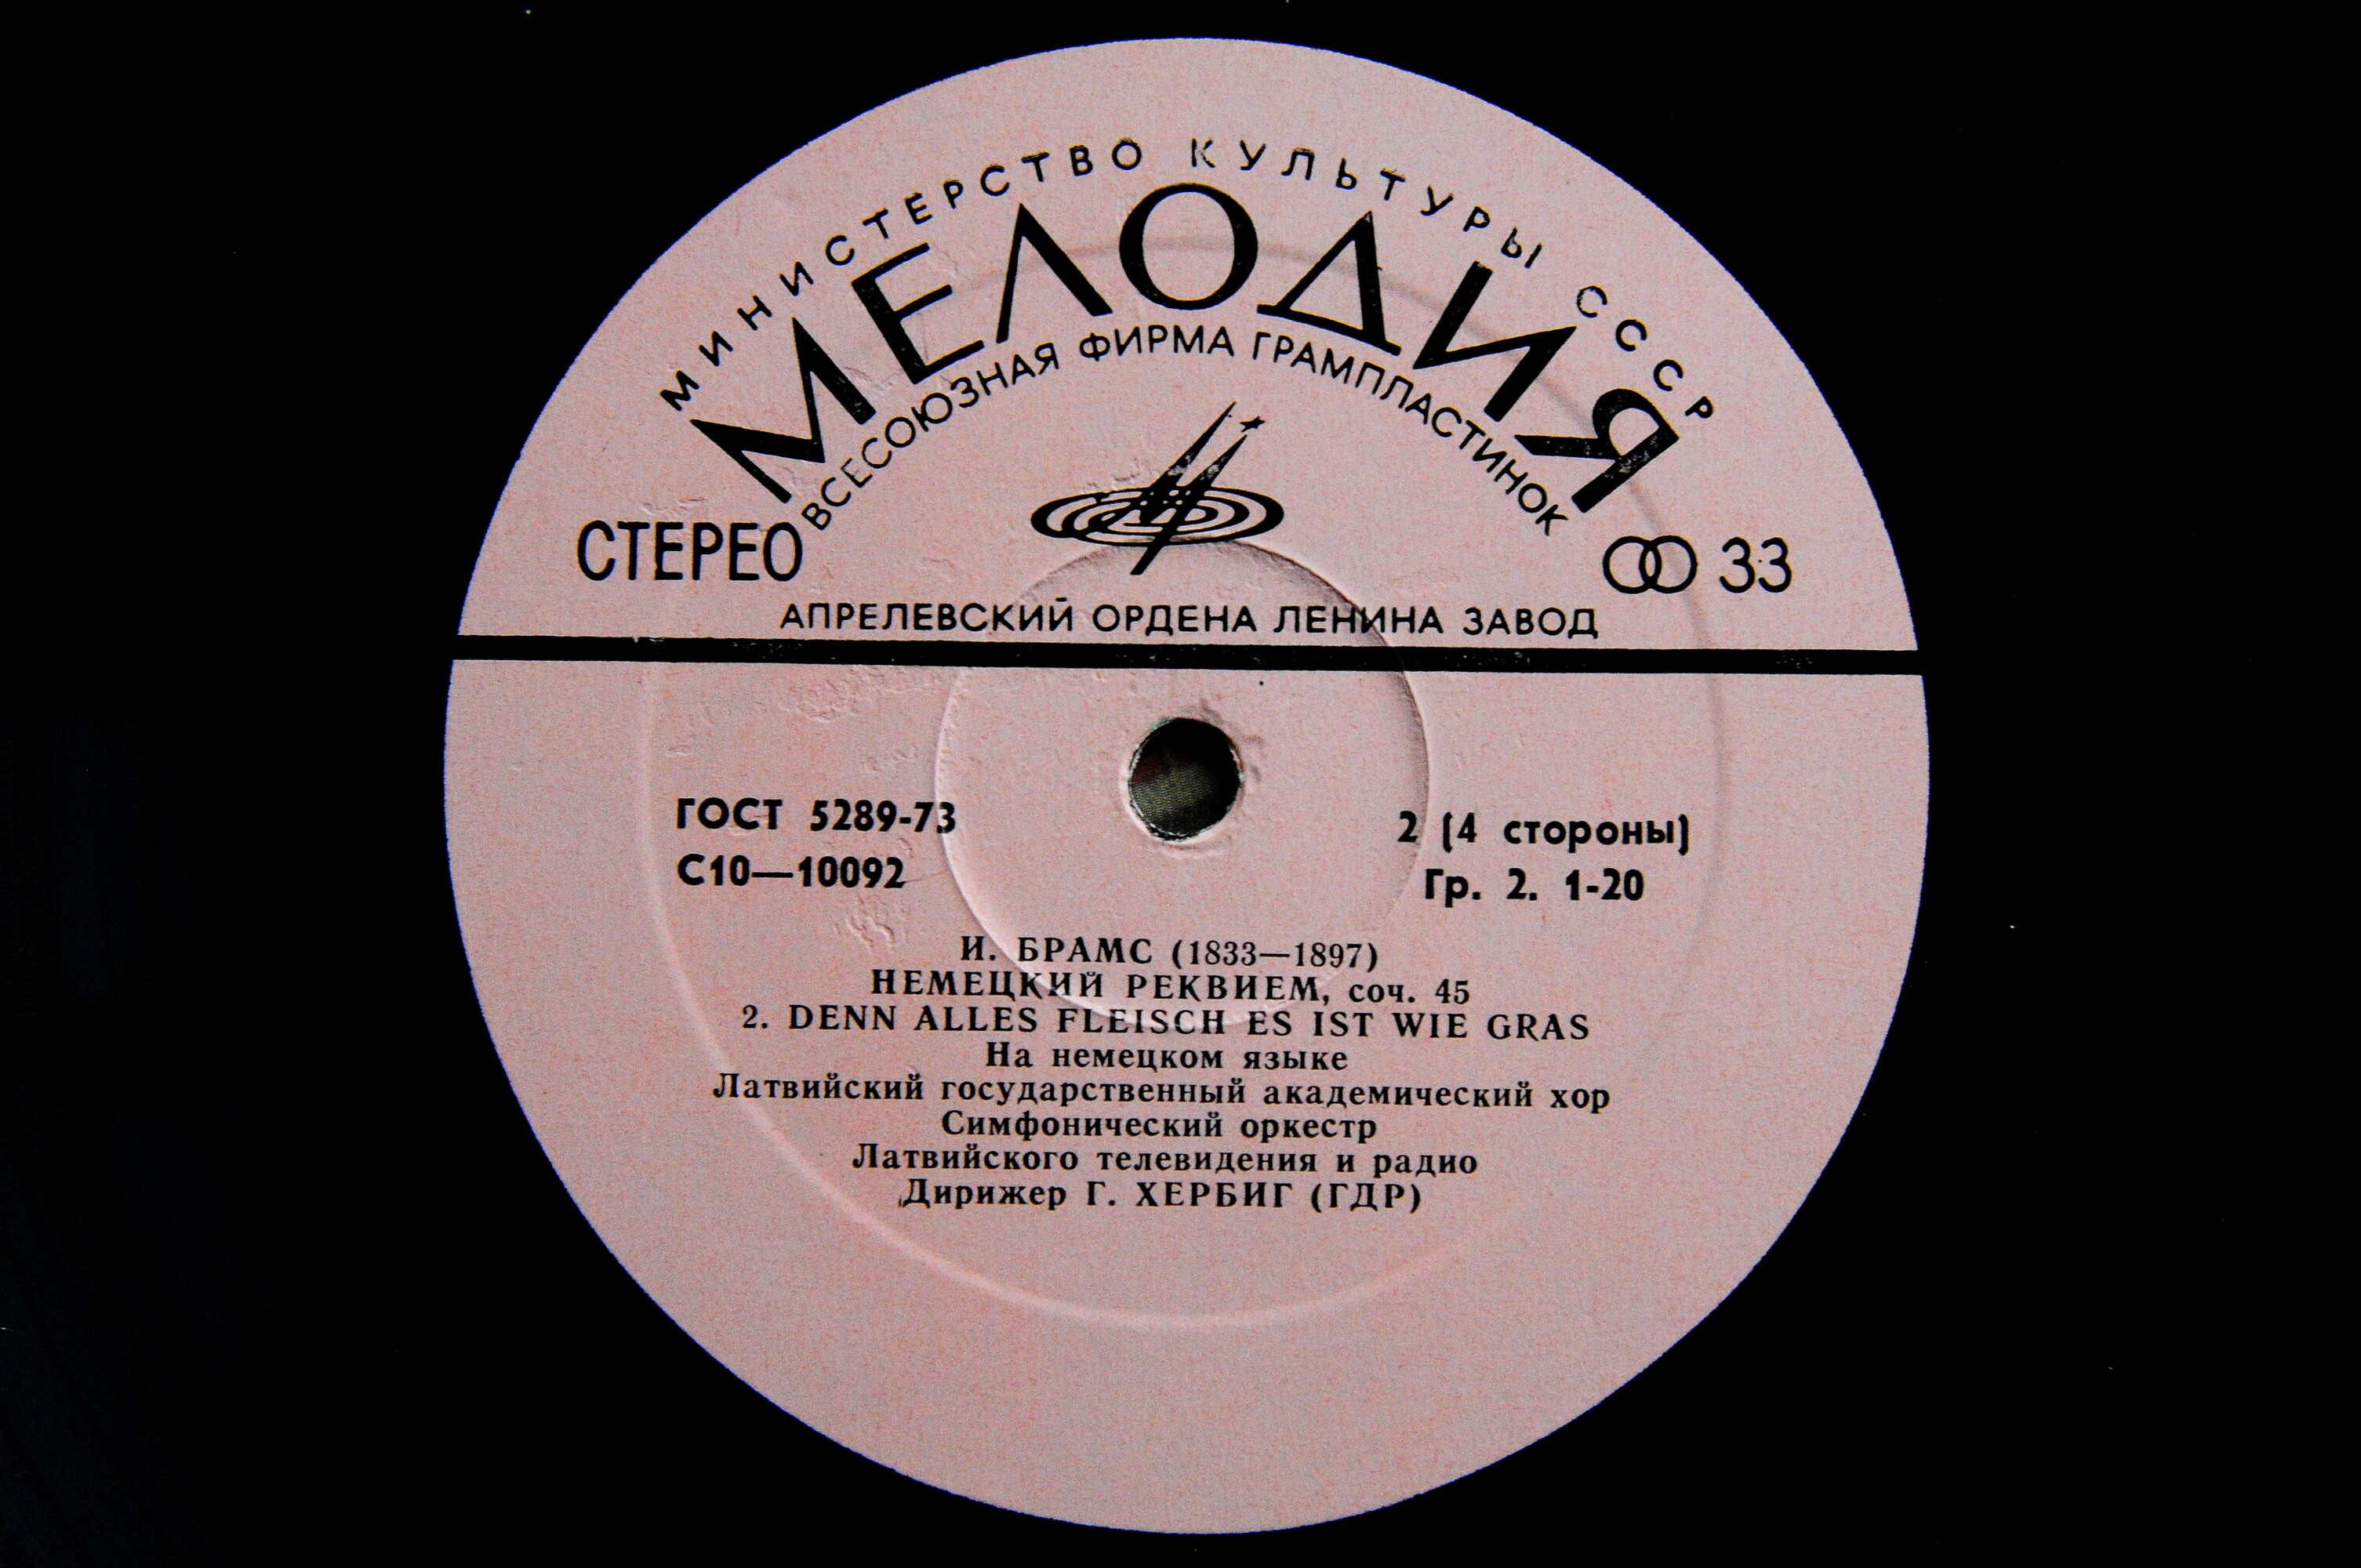 МИНИСТЕРСТВО КУЛЬТУРЫ СССР
МЕЛОДИЯ
ВСЕСОЮЗНАЯ ФИРМА ГРАМПЛАСТИНОК
СТЕРЕО
33
АПРЕЛЕВСКИЙ ОРДЕНА ЛЕНИНА ЗАВОД
ГОСТ 5289-73
2 (4 стороны)
С10—10092
Гр. 2. 1-20
И. БРАМС (1833—1897)
НЕМЕЦКИЙ РЕКВИЕМ, соч. 45
2. DENN ALLES FLEISCH ES IST WIE GRAS
На немецком языке
Латвийский государственный академический хор
Симфонический оркестр
Латвийского телевидения и радио
Дирижер Г. ХЕРБИГ (ГДР)